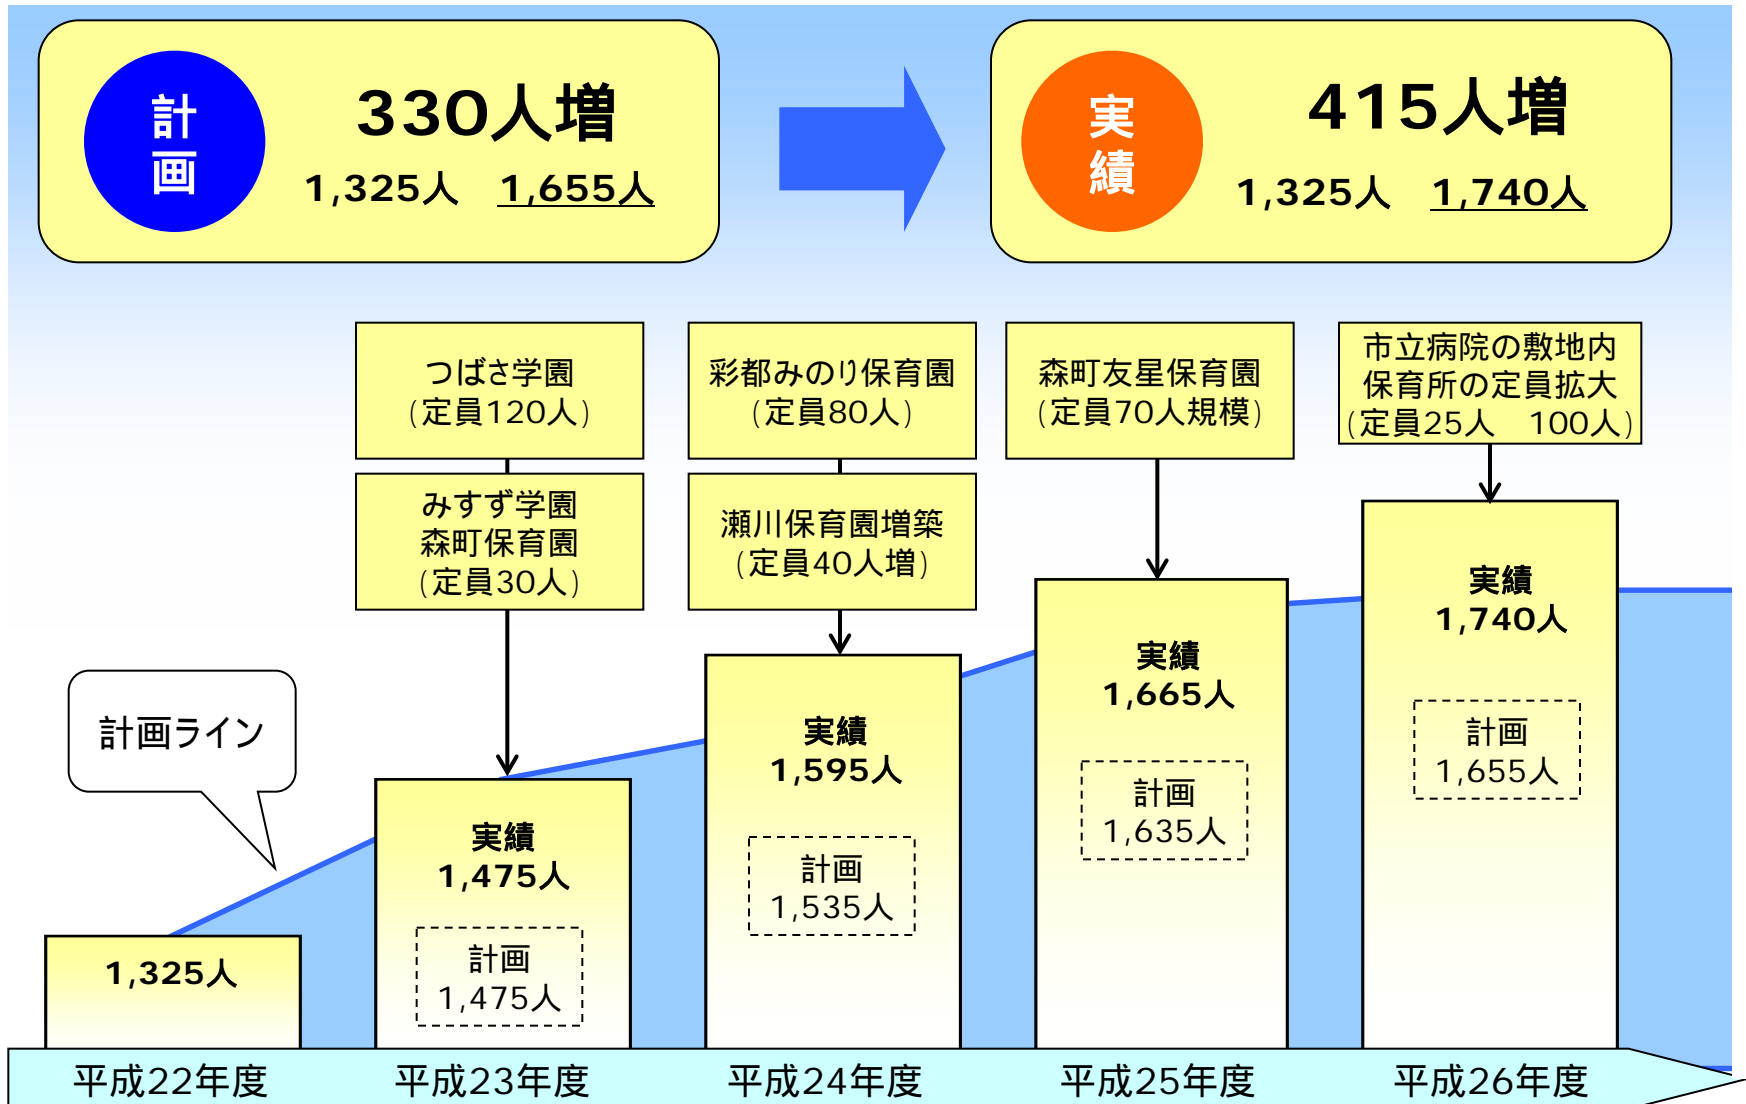 計画
330人増
1,325人　1,655人
実績
415人増
1,325人　1,740人
つばさ学園
(定員120人)
みすず学園
森町保育園
(定員30人)
彩都みのり保育園
(定員80人)
瀬川保育園増築
(定員40人増)
森町友星保育園
(定員70人規模)
市立病院の敷地内
保育所の定員拡大
(定員25人　100人)
計画ライン
1,325人
実績
1,475人
計画
1,475人
実績
1,595人
計画
1,535人
実績
1,665人
計画
1,635人
実績
1,740人
計画
1,655人
平成22年度
平成23年度
平成24年度
平成25年度
平成26年度